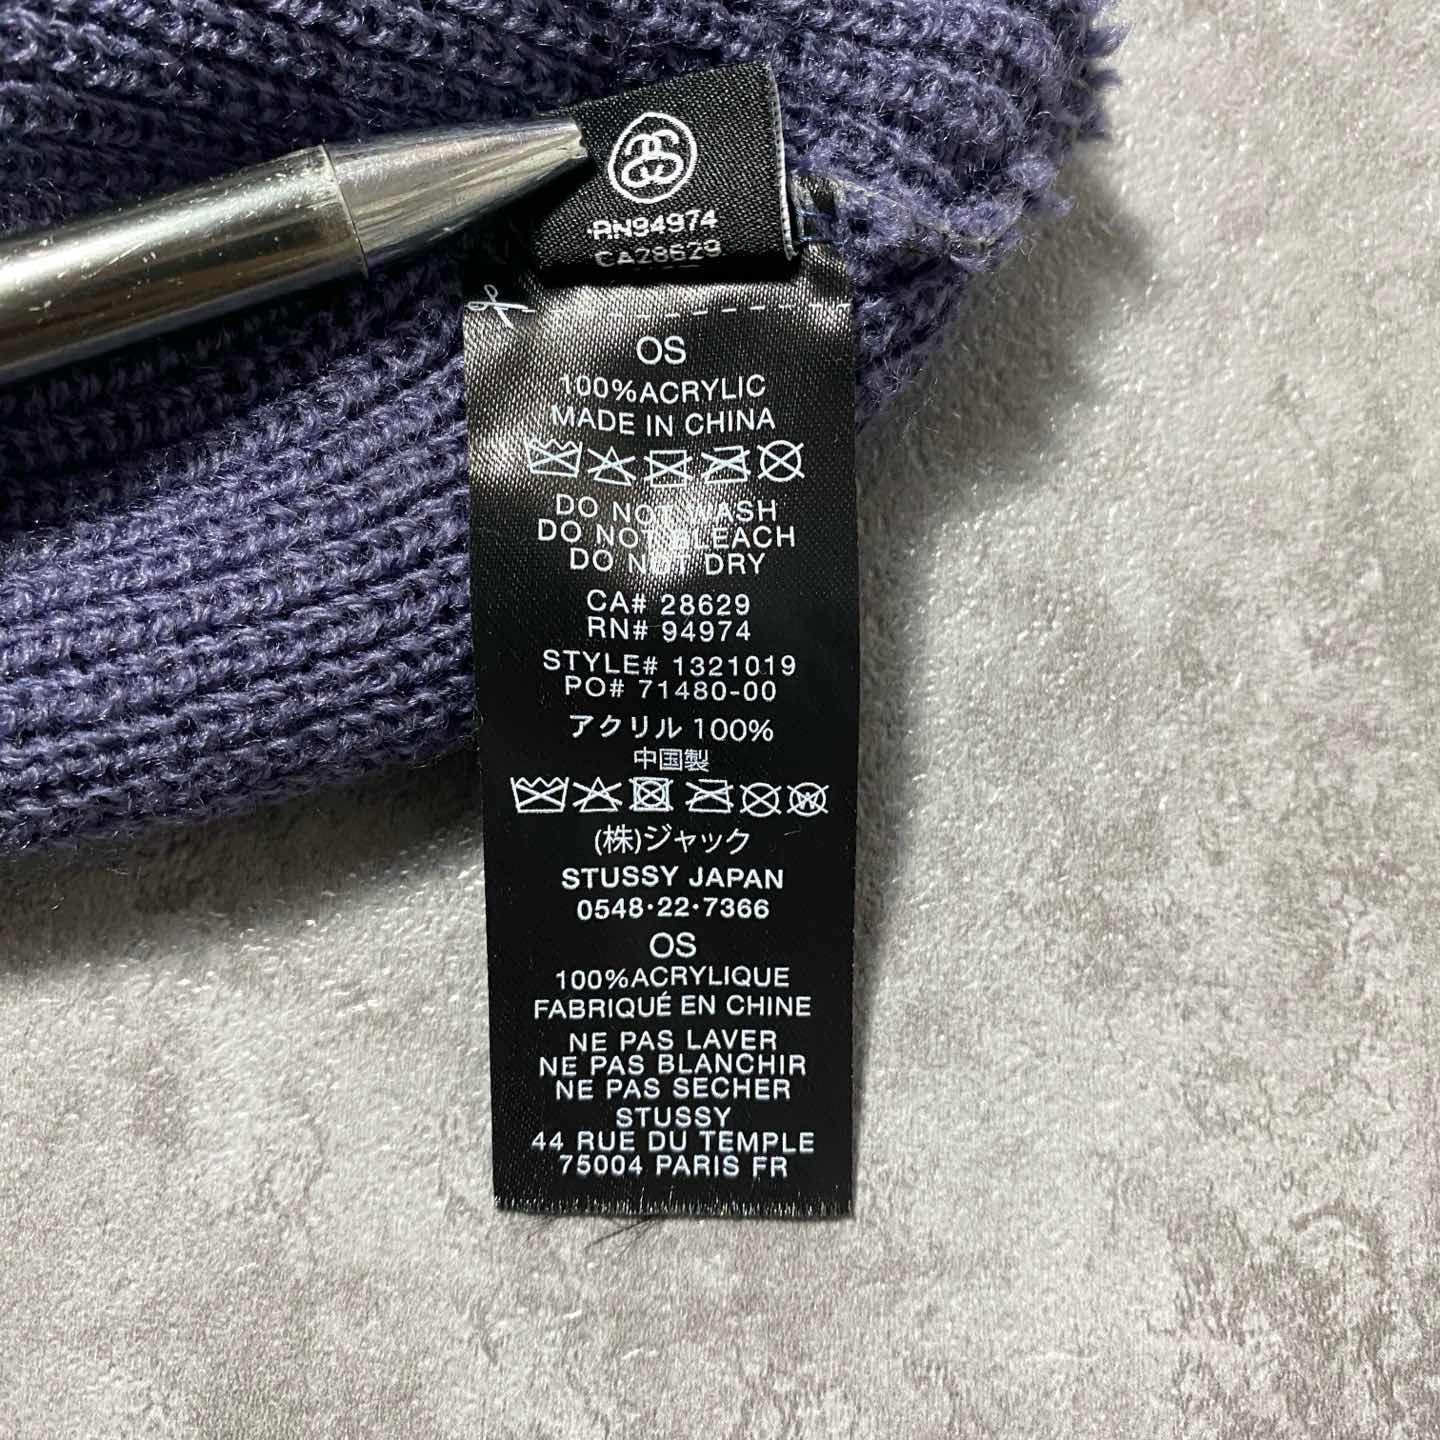 RN94974
CA28629
OS
100%ACRYLIC
MADE IN CHINA
DO NOT WASH
DO NOT BLEACH
DO NOT DRY
CA# 28629
RN# 94974
STYLE# 1321019
PO# 71480-00
アクリル 100%
中国製
(株)ジャック
STUSSY JAPAN
0548・22・7366
OS
100%ACRYLIQUE
FABRIQUÉ EN CHINE
NE PAS LAVER
NE PAS BLANCHIR
NE PAS SECHER
STUSSY
44 RUE DU TEMPLE
75004 PARIS FR